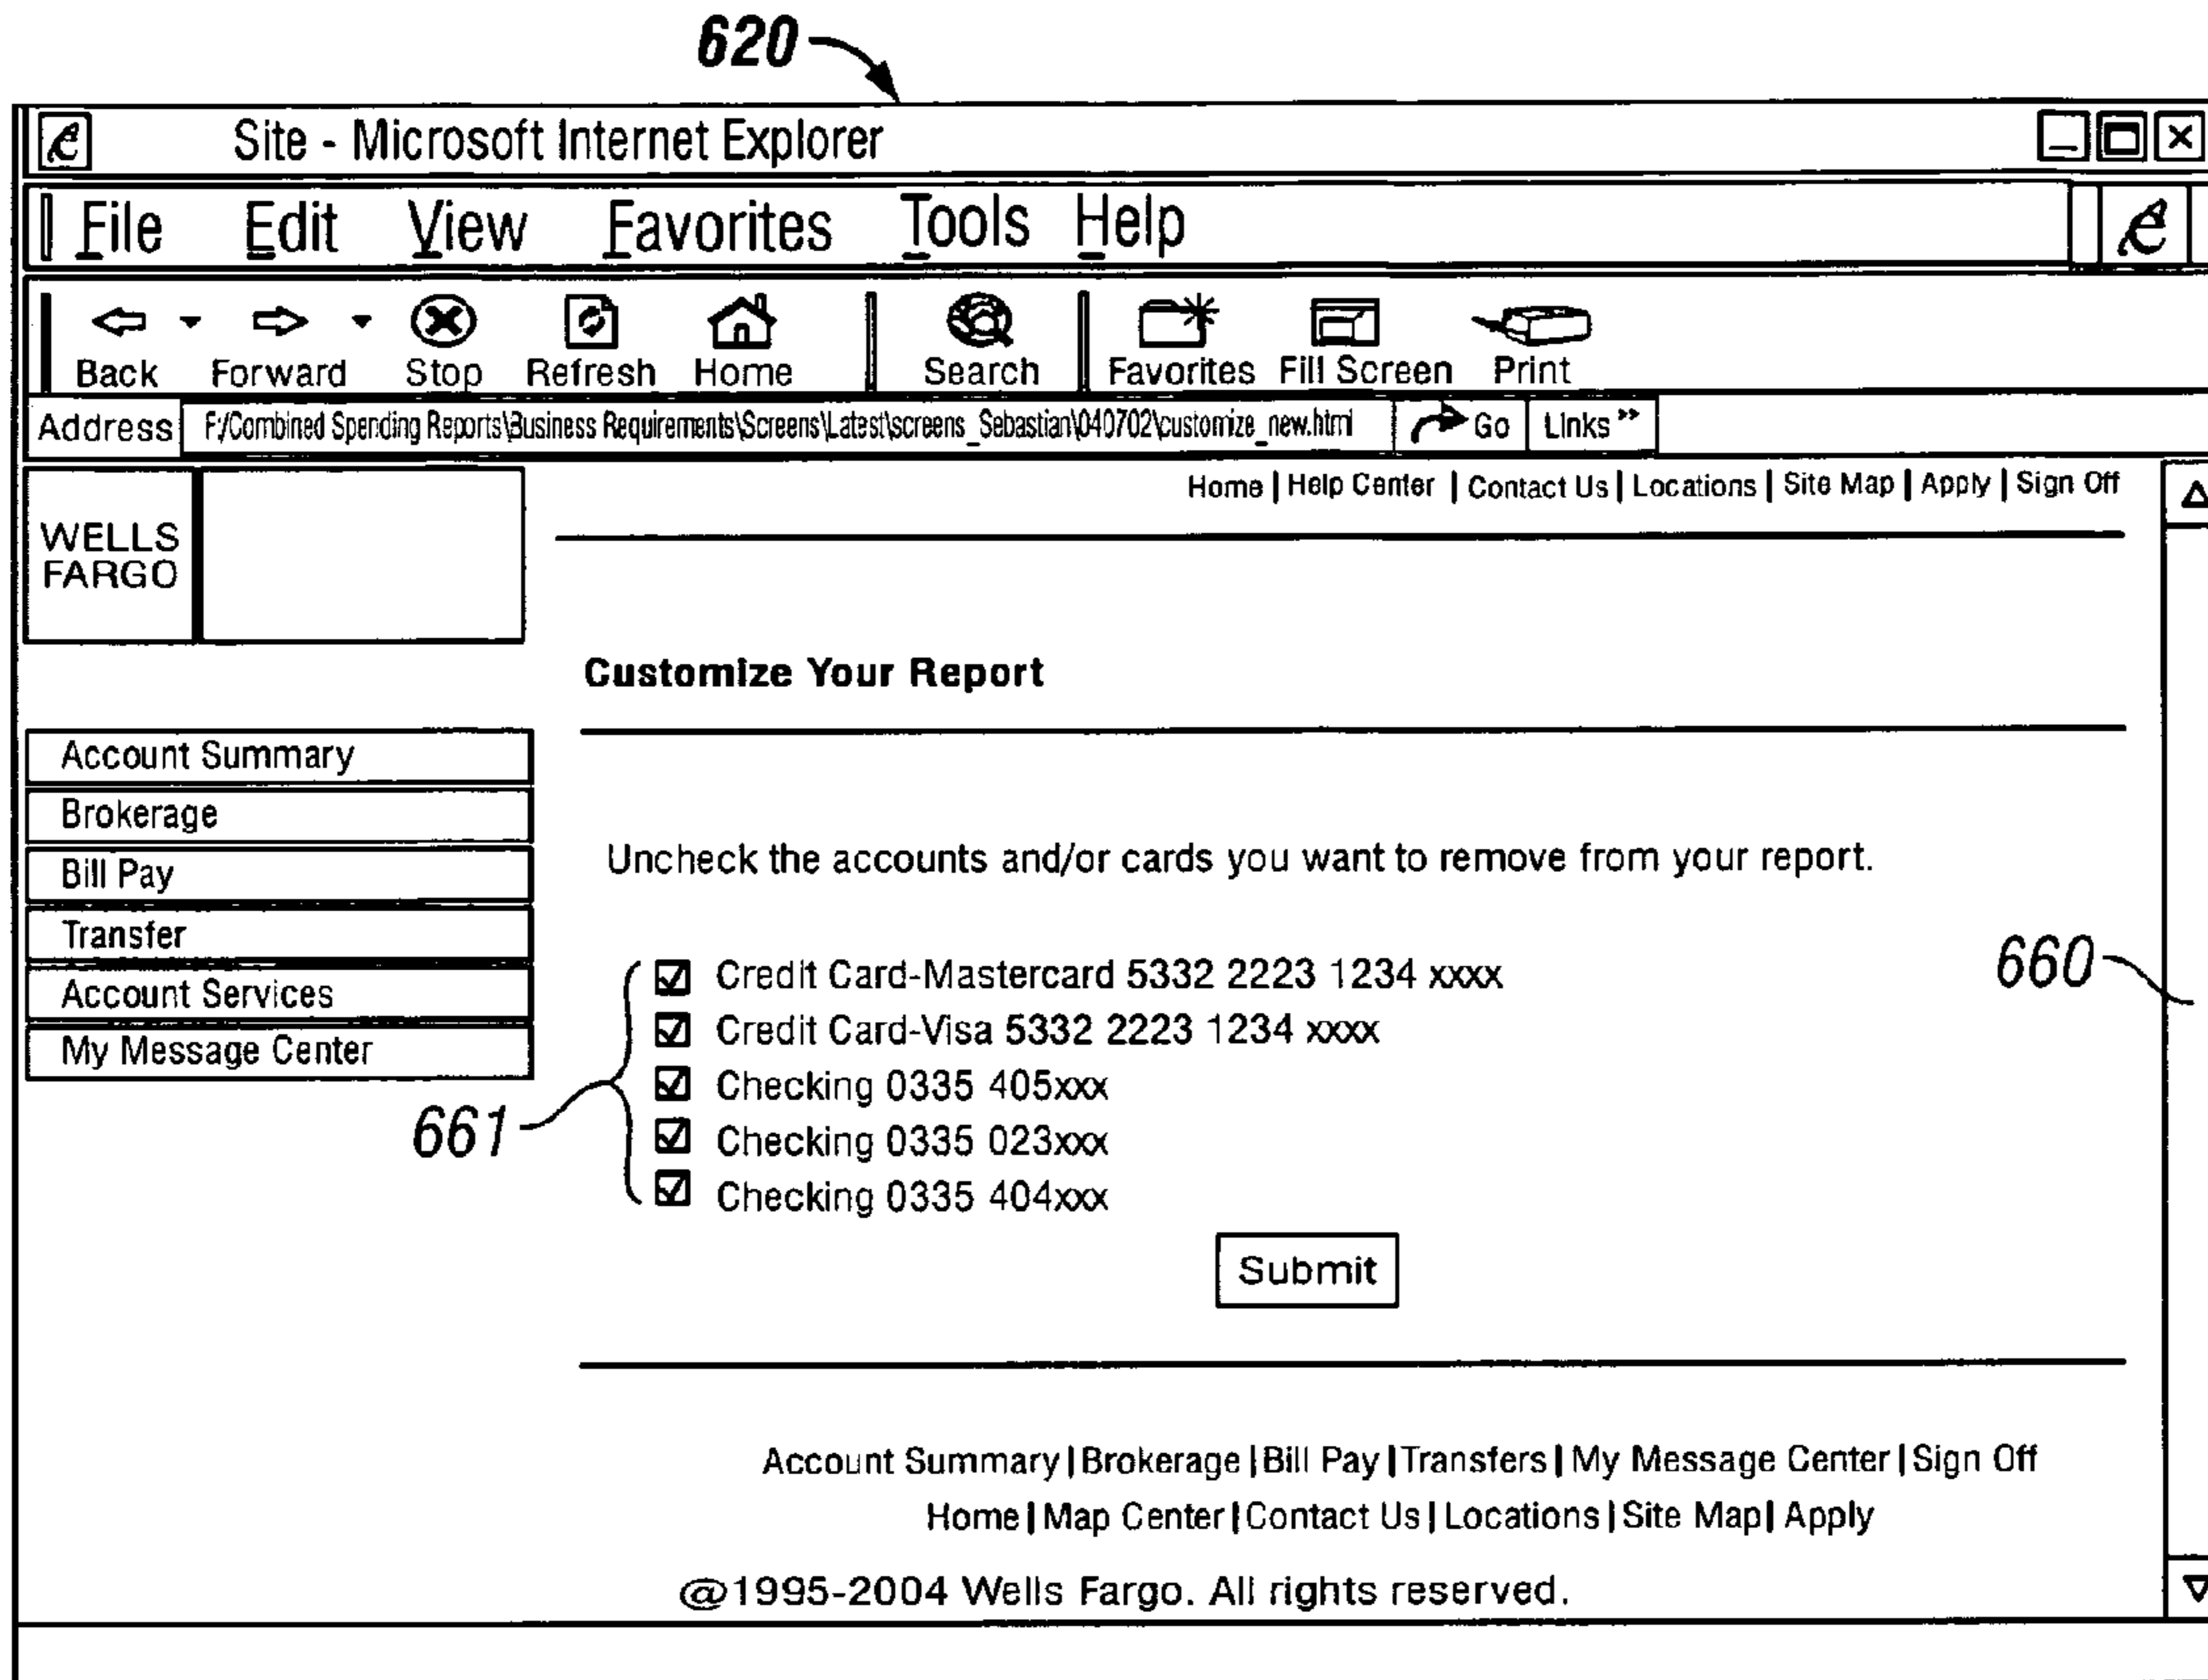 620
Site - Microsoft Internet Explorer
File Edit View Favorites Tools Help
Back Forward Stop Refresh Home Search Favorites Fill Screen Print
Address F:/Combined Spending Reports\Business Requirements\Screens\Latest\screens_Sebastian\040702\customize_new.html Go Links »
Home | Help Center | Contact Us | Locations | Site Map | Apply | Sign Off
WELLS
FARGO
Customize Your Report
Account Summary
Brokerage
Bill Pay
Transfer
Account Services
My Message Center
Uncheck the accounts and/or cards you want to remove from your report.
660
661
Credit Card-Mastercard 5332 2223 1234 xxxx
Credit Card-Visa 5332 2223 1234 xxxx
Checking 0335 405xxx
Checking 0335 023xxx
Checking 0335 404xxx
Submit
Account Summary | Brokerage | Bill Pay | Transfers | My Message Center | Sign Off
Home | Map Center | Contact Us | Locations | Site Map | Apply
@1995-2004 Wells Fargo. All rights reserved.